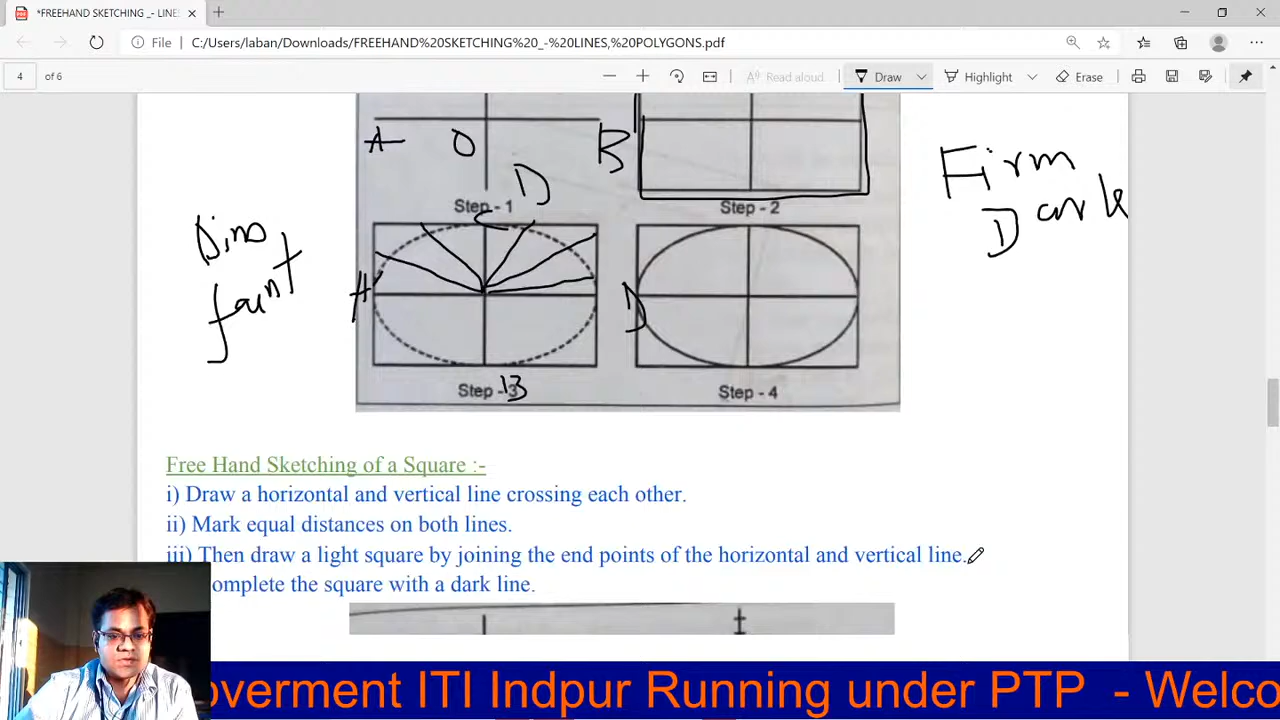 *FREEHAND SKETCHING _- LINE
File
C:/Users/laban/Downloads/FREEHAND%20SKETCHING%20_-%20LINES,%20POLYGONS.pdf
4 of 6
Read aloud
Draw
Highlight
Erase
A O B
Firm
Dark
Step - 1
D
Step - 2
C
Dim
faint
A
D
Step - 3
B
Step - 4
Free Hand Sketching of a Square :-
i) Draw a horizontal and vertical line crossing each other.
ii) Mark equal distances on both lines.
iii) Then draw a light square by joining the end points of the horizontal and vertical line.
omplete the square with a dark line.
overment ITI Indpur Running under PTP - Welco